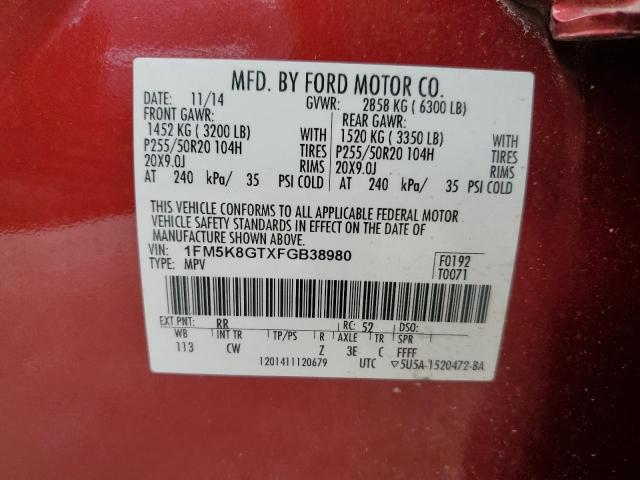 MFD. BY FORD MOTOR CO.
DATE: 11/14 GVWR: 2858 KG ( 6300 LB)
FRONT GAWR: REAR GAWR:
1452 KG ( 3200 LB) WITH 1520 KG ( 3350 LB) WITH
P255/50R20 104H TIRES P255/50R20 104H TIRES
20X9.0J RIMS 20X9.0J RIMS
AT 240 kPa/ 35 PSI COLD AT 240 kPa/ 35 PSI COLD
THIS VEHICLE CONFORMS TO ALL APPLICABLE FEDERAL MOTOR
VEHICLE SAFETY STANDARDS IN EFFECT ON THE DATE OF
MANUFACTURE SHOWN ABOVE.
VIN: 1FM5K8GTXFGB38980 F0192
TYPE: MPV T0071
EXT PNT: RR RC: 52 DSO:
WB INT TR TP/PS R AXLE TR SPR
113 CW Z 3E C FFFF
1201411120679 UTC ▽5U5A-1520472-BA